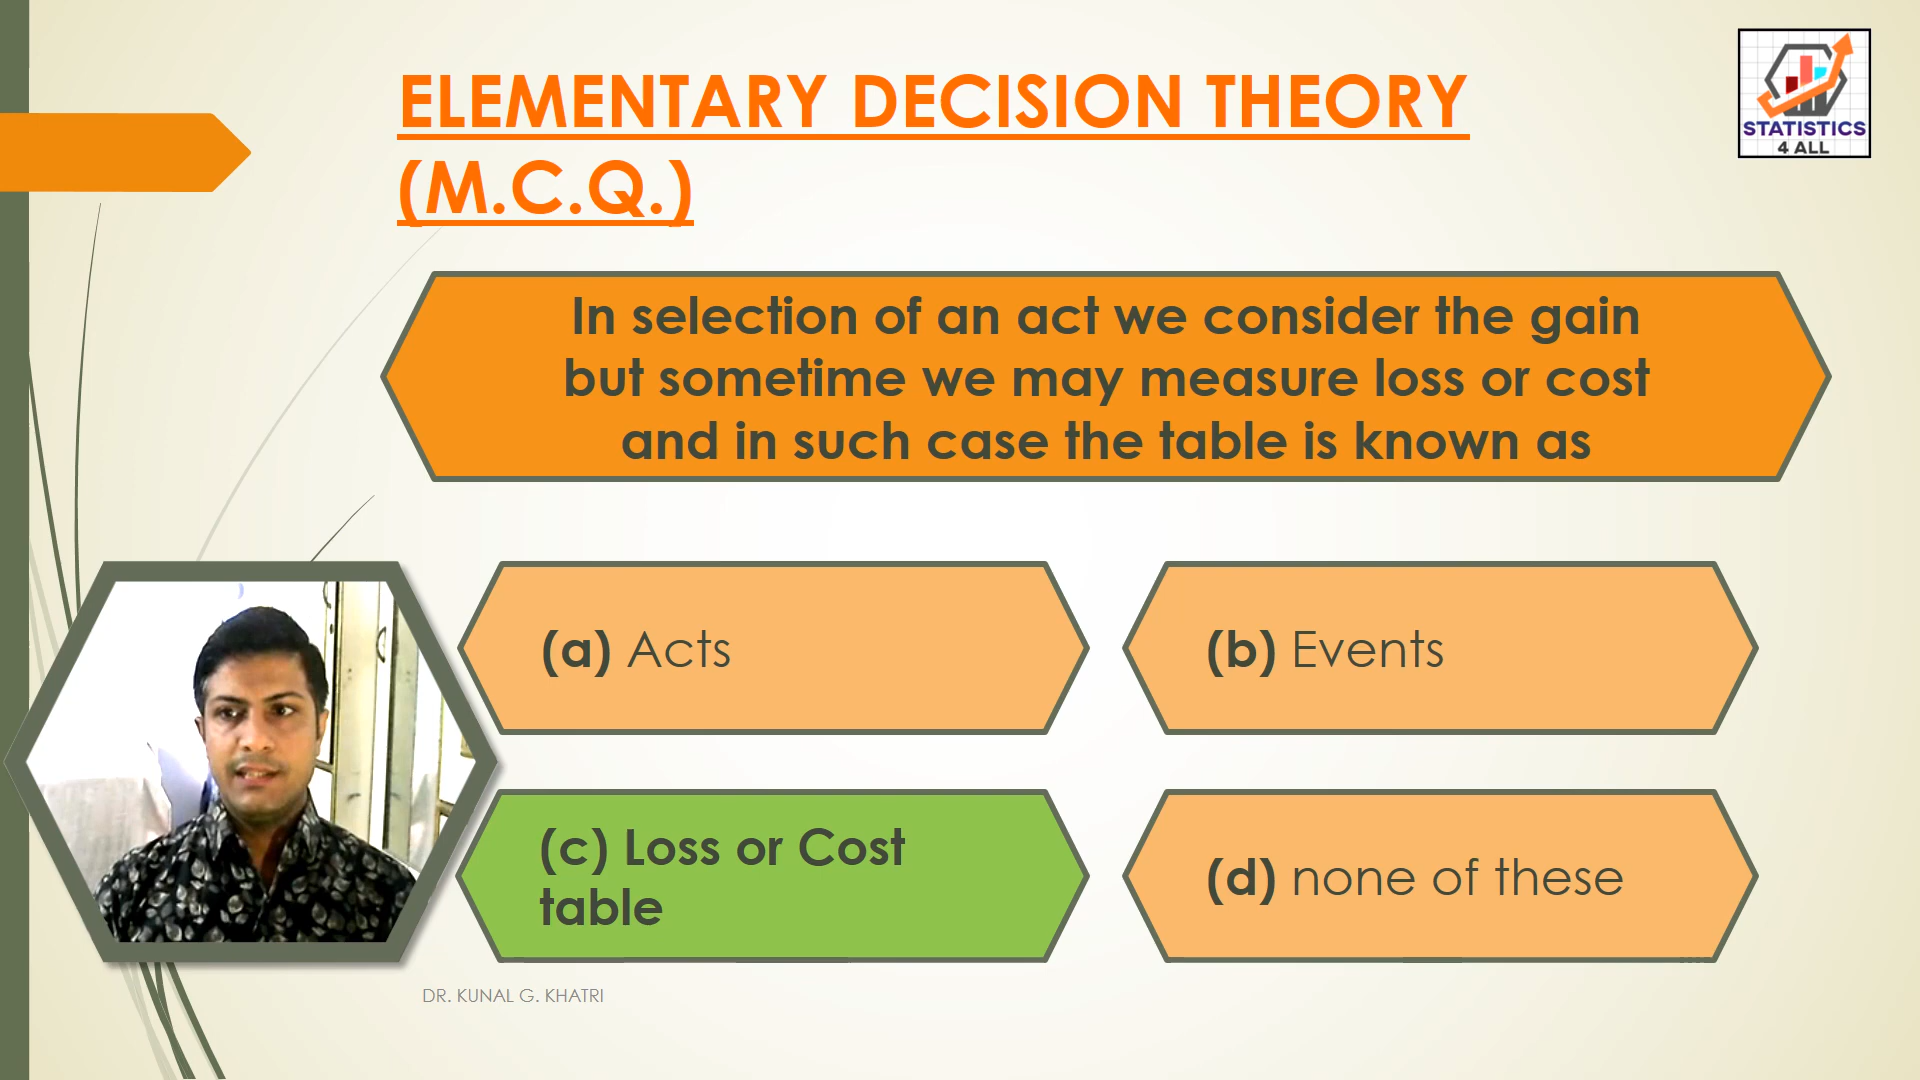 ELEMENTARY DECISION THEORY
(M.C.Q.)
STATISTICS
4 ALL
In selection of an act we consider the gain
but sometime we may measure loss or cost
and in such case the table is known as
(a) Acts
(b) Events
(c) Loss or Cost
table
(d) none of these
DR. KUNAL G. KHATRI